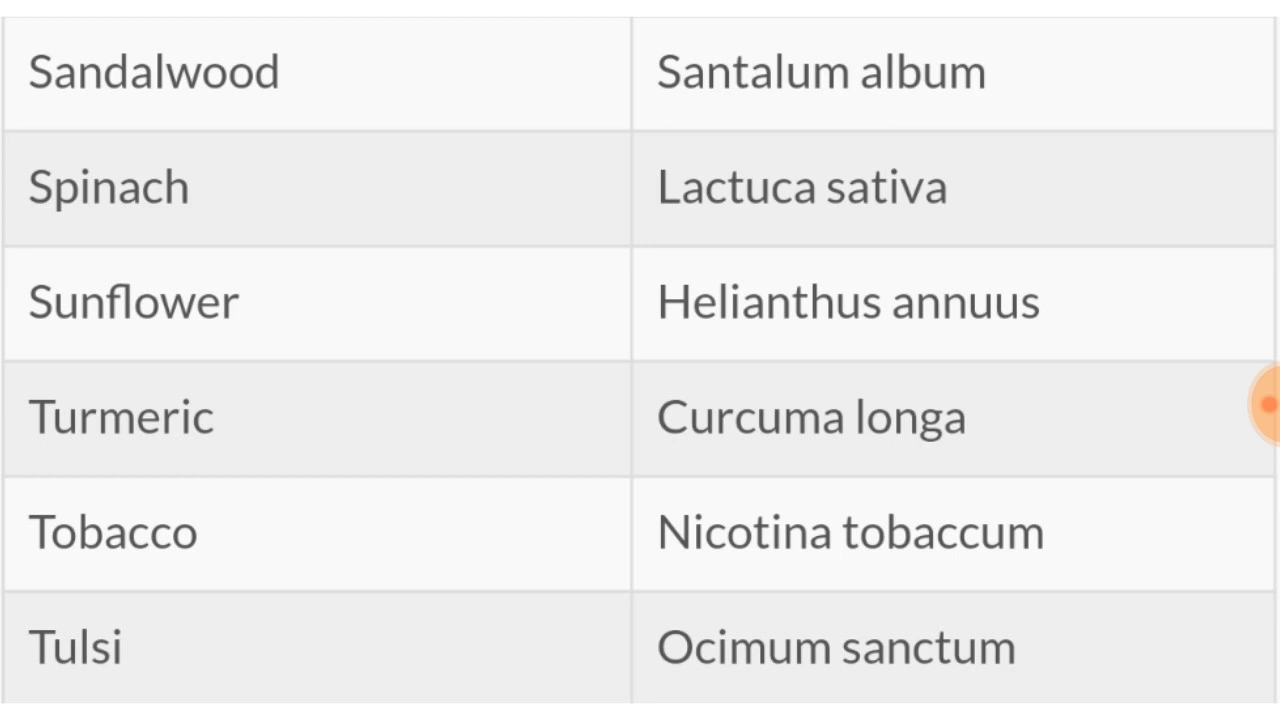 Sandalwood Santalum album
Spinach Lactuca sativa
Sunflower Helianthus annuus
Turmeric Curcuma longa
Tobacco Nicotina tobaccum
Tulsi Ocimum sanctum